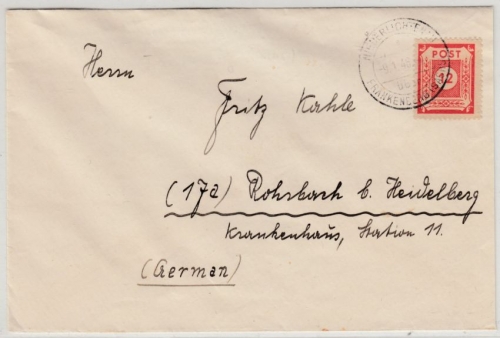 Herrn
Fritz Kahle
(17a) Rohrbach b. Heidelberg
Krankenhaus, Station 11.
(German)
POST
12